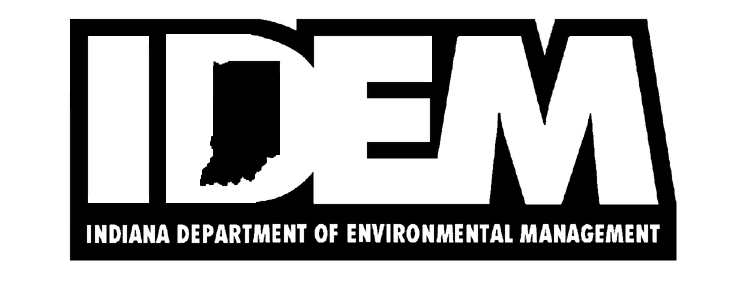 IDEM
INDIANA DEPARTMENT OF ENVIRONMENTAL MANAGEMENT